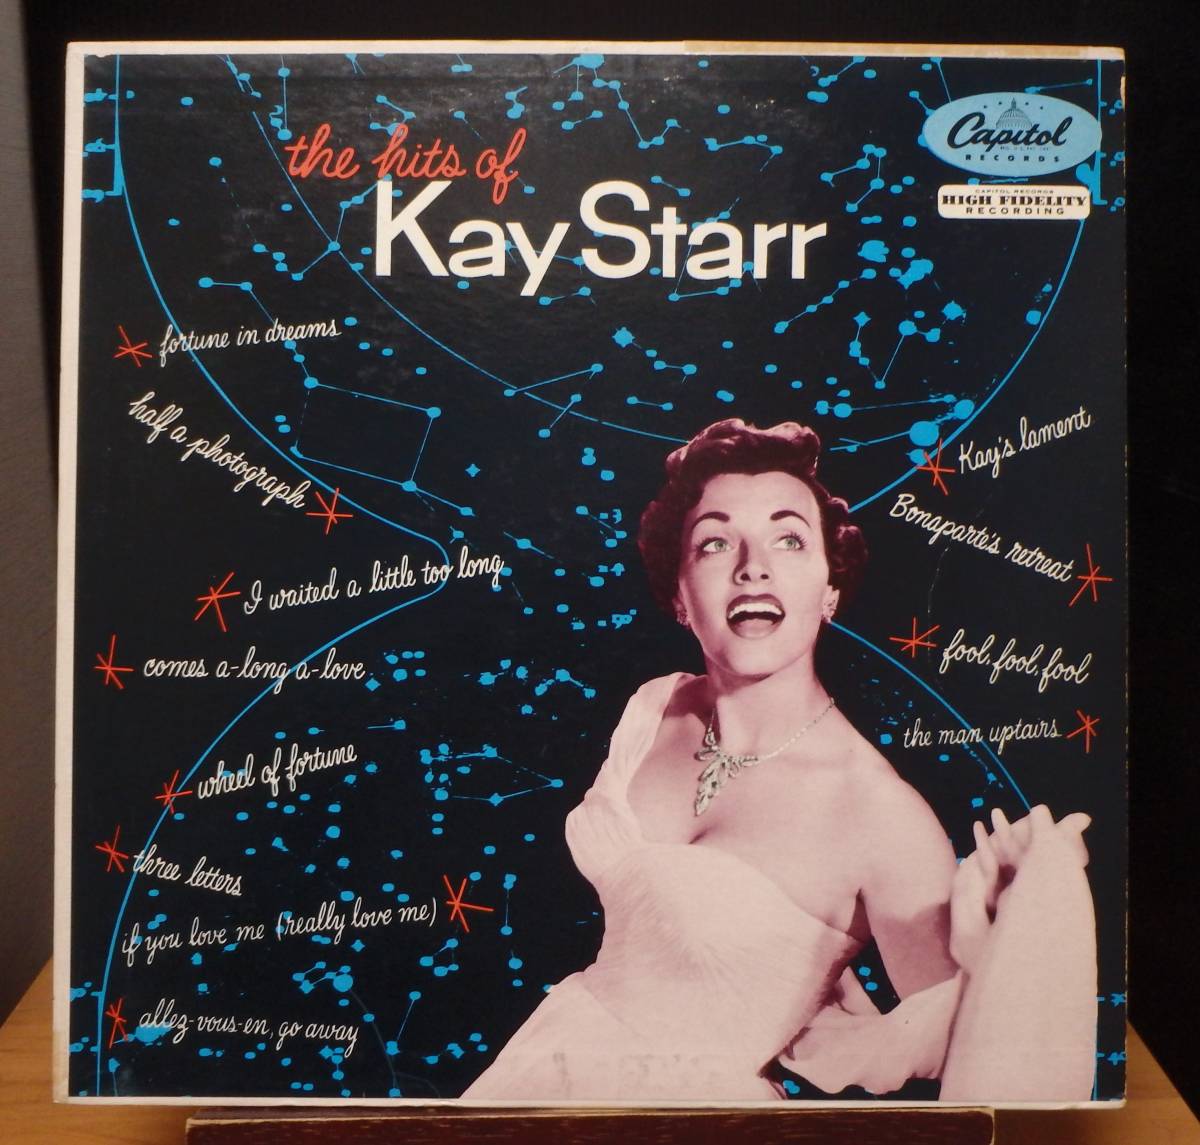 the hits of
Kay Starr
Capitol
RECORDS
CAPITOL RECORDS
HIGH FIDELITY
RECORDING
fortune in dreams
half a photograph
I waited a little too long
comes a-long a-love
wheel of fortune
three letters
if you love me (really love me)
allez-vous-en, go away
Kay's lament
Bonaparte's retreat
fool, fool, fool
the man uptairs